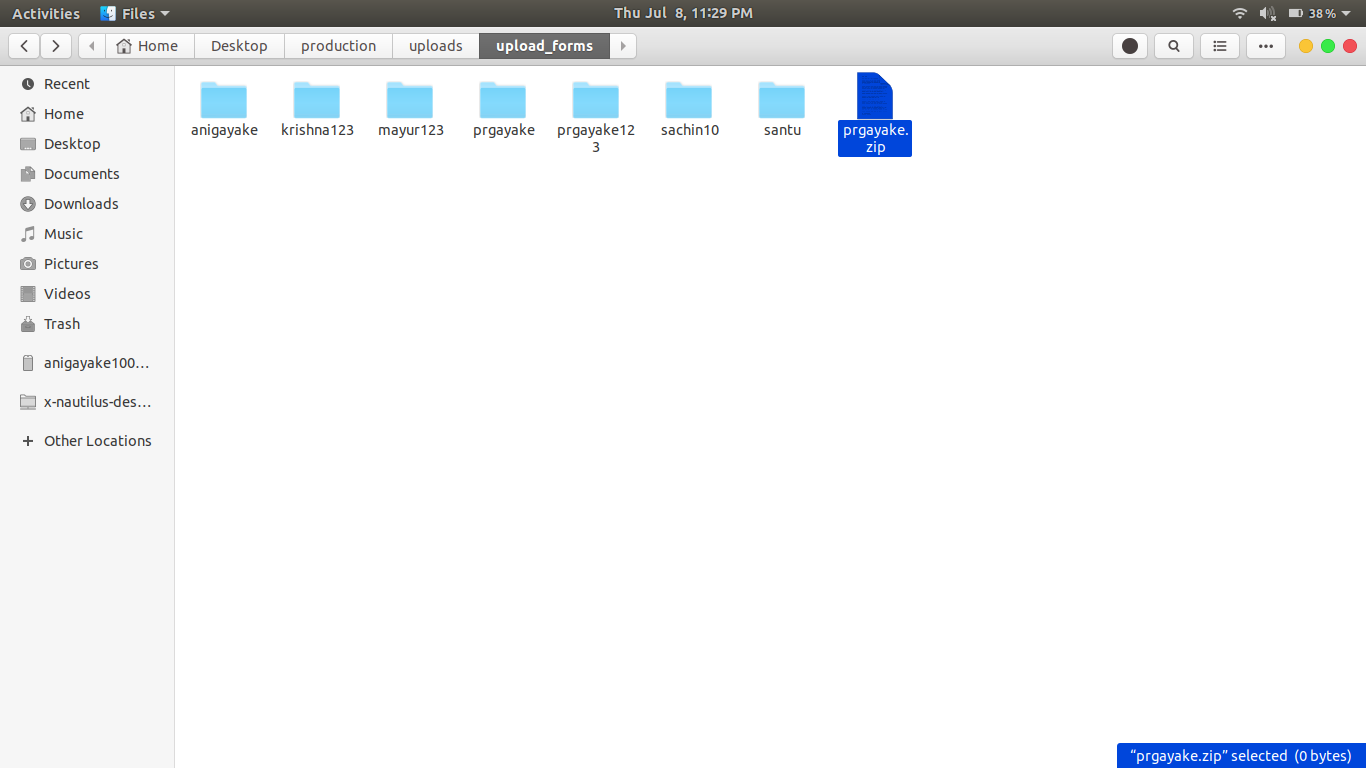 Activities Files Thu Jul 8, 11:29 PM 38%
Home Desktop production uploads upload_forms
Recent
Home
Desktop
Documents
Downloads
Music
Pictures
Videos
Trash
anigayake100...
x-nautilus-des...
Other Locations
anigayake krishna123 mayur123 prgayake prgayake12 sachin10 santu prgayake.
3 zip
“prgayake.zip” selected (0 bytes)